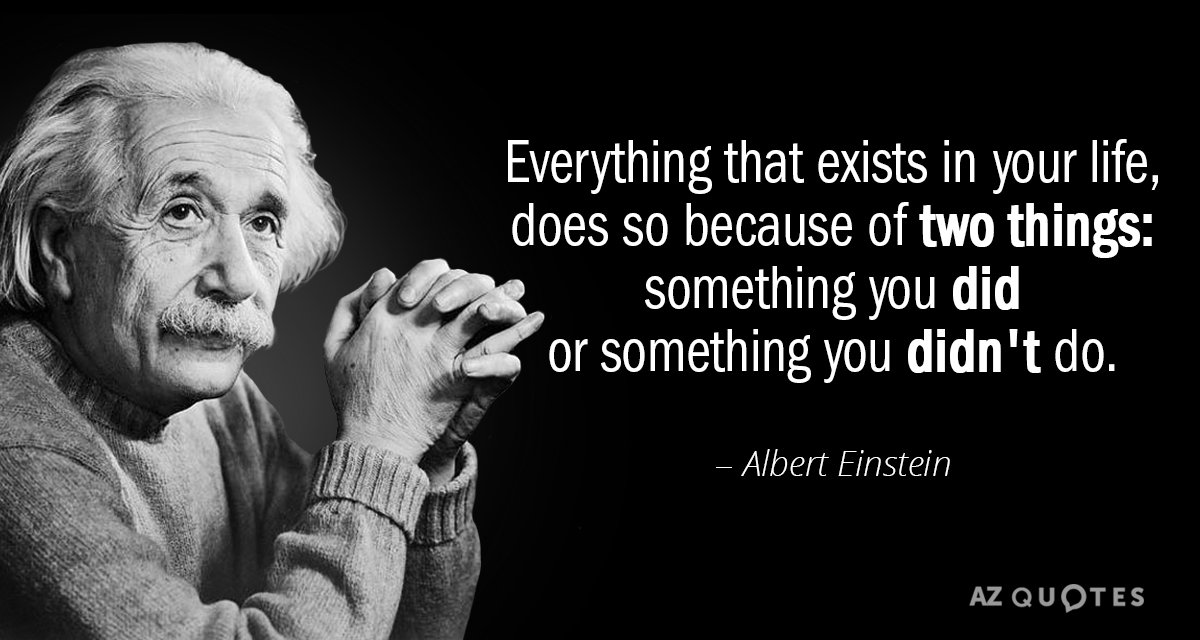 Everything that exists in your life,
does so because of two things:
something you did
or something you didn't do.
– Albert Einstein
AZ QUOTES